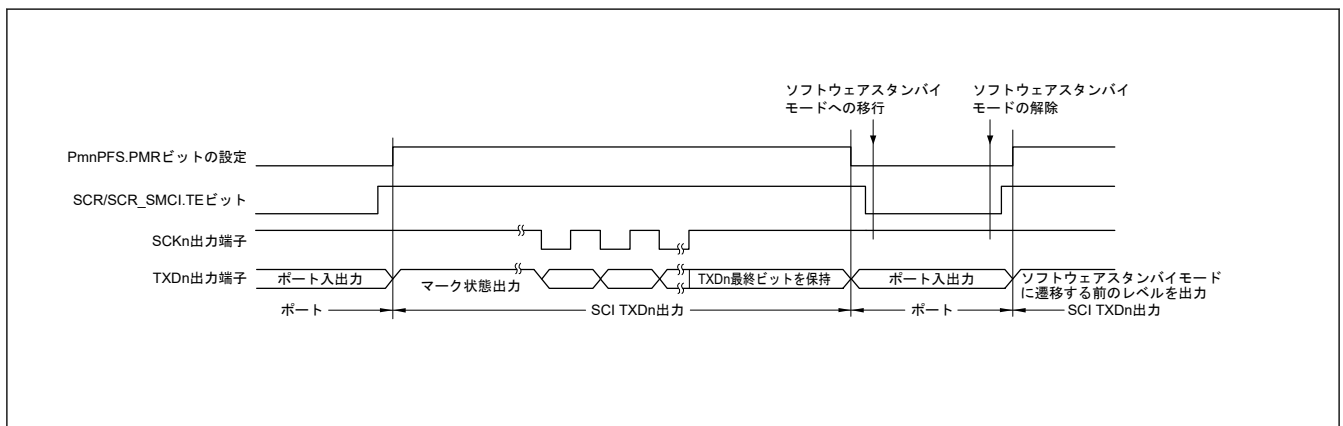 ソフトウェアスタンバイ
モードへの移行
ソフトウェアスタンバイ
モードの解除
PmnPFS.PMRビットの設定
SCR/SCR_SMCI.TEビット
SCKn出力端子
TXDn出力端子
ポート入出力
マーク状態出力
TXDn最終ビットを保持
ポート入出力
ソフトウェアスタンバイモード
に遷移する前のレベルを出力
ポート
SCI TXDn出力
ポート
SCI TXDn出力